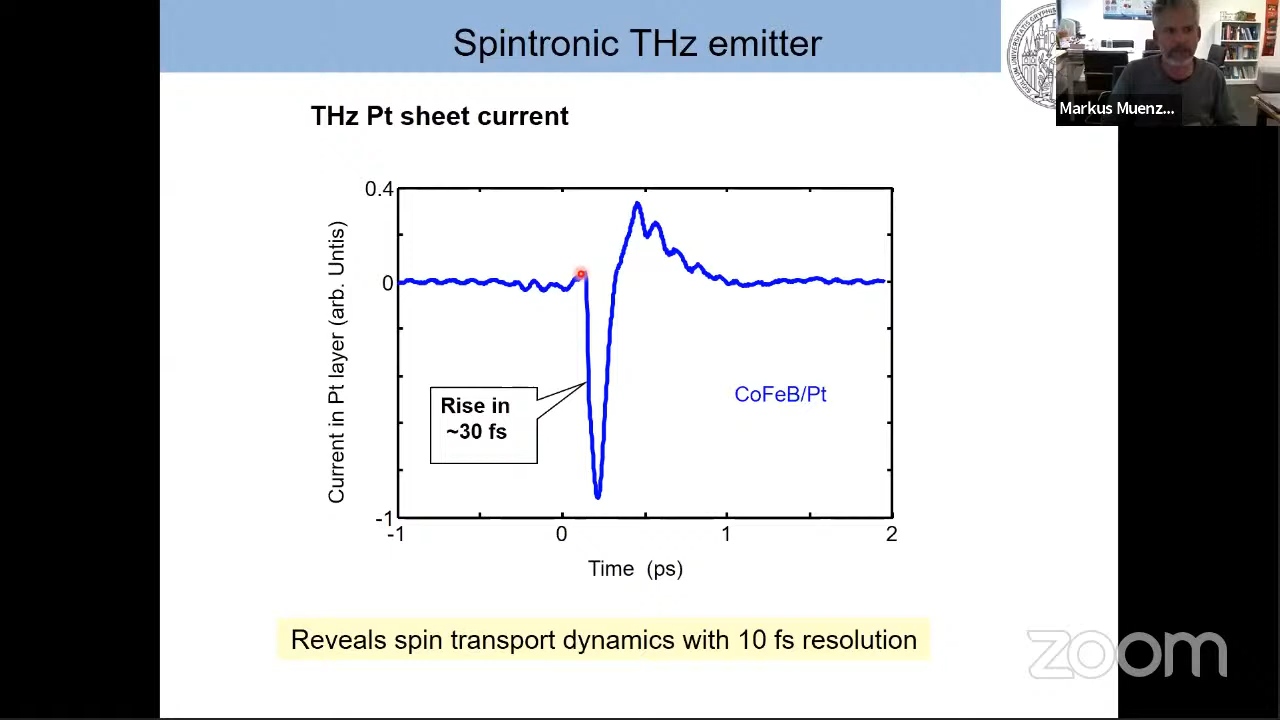 Spintronic THz emitter
Markus Muenz...
THz Pt sheet current
0.4
0
-1
Current in Pt layer (arb. Untis)
Rise in
~30 fs
CoFeB/Pt
-1
0
1
2
Time (ps)
Reveals spin transport dynamics with 10 fs resolution
zoom